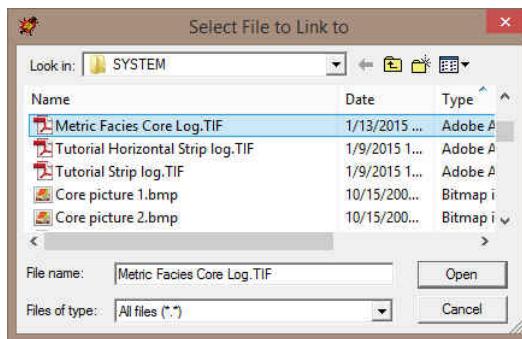 Select File to Link to
Look in: SYSTEM
Name Date Type
Metric Facies Core Log.TIF 1/13/2015 ... Adobe A
Tutorial Horizontal Strip log.TIF 1/9/2015 1... Adobe A
Tutorial Strip log.TIF 1/9/2015 1... Adobe A
Core picture 1.bmp 10/15/200... Bitmap i
Core picture 2.bmp 10/15/200... Bitmap i
File name: Metric Facies Core Log.TIF Open
Files of type: All files (*.*) Cancel